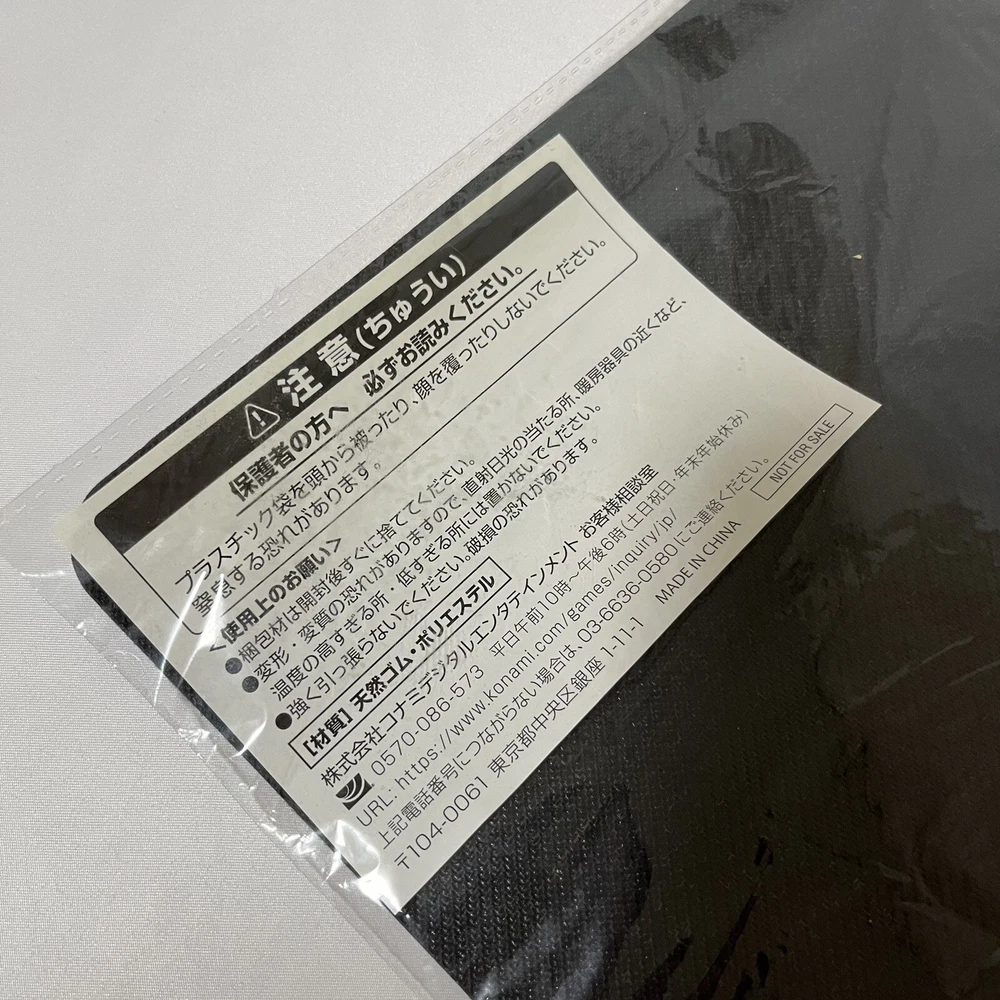 ⚠ 注意(ちゅうい)
保護者の方へ 必ずお読みください。
プラスチック袋を頭から被ったり、顔を覆ったりしないでください。
窒息する恐れがあります。
<使用上のお願い>
●梱包材は開封後すぐに捨ててください。
●変形・変質の恐れがありますので、直射日光の当たる所、暖房器具の近くなど、
温度の高すぎる所・低すぎる所には置かないでください。
●強く引っ張らないでください。破損の恐れがあります。
[材質]天然ゴム・ポリエステル
株式会社コナミデジタルエンタテインメント お客様相談室
0570-086-573 平日午前10時～午後6時(土日祝日・年末年始休み)
URL: https://www.konami.com/games/inquiry/jp/
上記電話番号につながらない場合は、03-6636-0580にご連絡ください。
〒104-0061 東京都中央区銀座 1-11-1
MADE IN CHINA
NOT FOR SALE